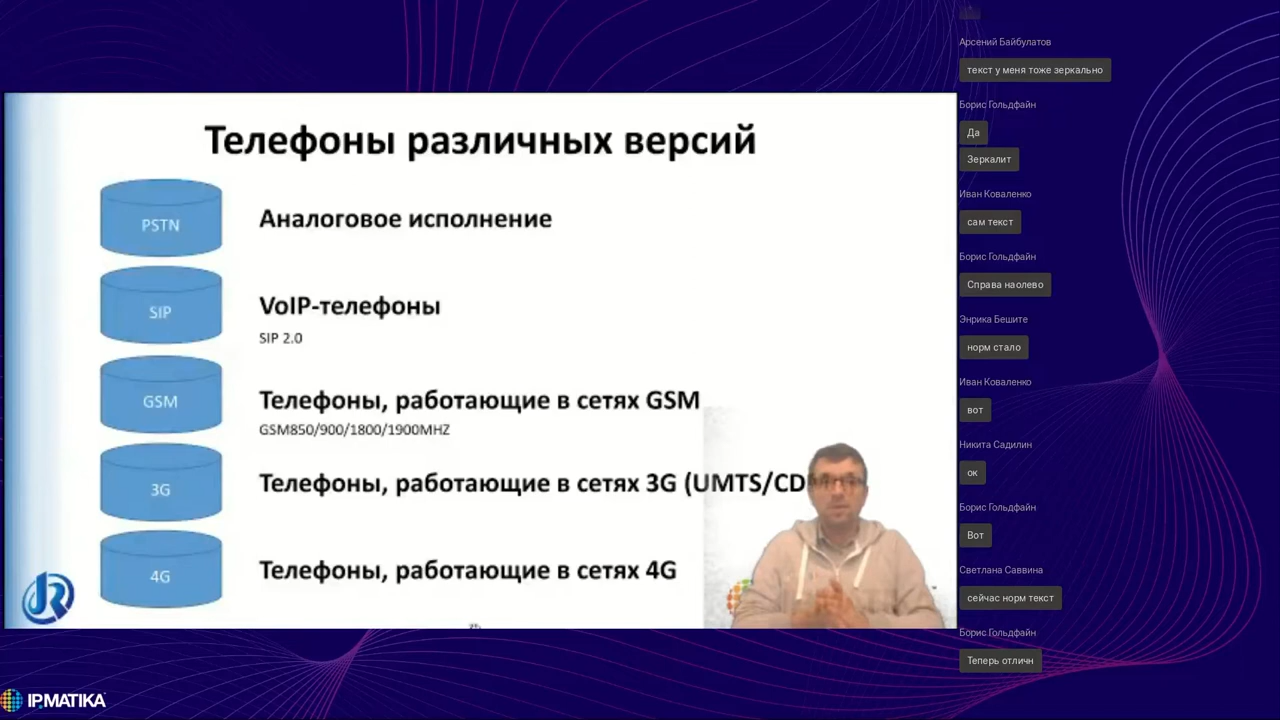 Телефоны различных версий
PSTN
Аналоговое исполнение
SIP
VoIP-телефоны
SIP 2.0
GSM
Телефоны, работающие в сетях GSM
GSM850/900/1800/1900MHZ
3G
Телефоны, работающие в сетях 3G (UMTS/CD
4G
Телефоны, работающие в сетях 4G
IPMATIKA
Арсений Байбулатов
текст у меня тоже зеркально
Борис Гольдфайн
Да
Зеркалит
Иван Коваленко
сам текст
Борис Гольдфайн
Справа наолево
Энрика Бешите
норм стало
Иван Коваленко
вот
Никита Садилин
ок
Борис Гольдфайн
Вот
Светлана Саввина
сейчас норм текст
Борис Гольдфайн
Теперь отличн